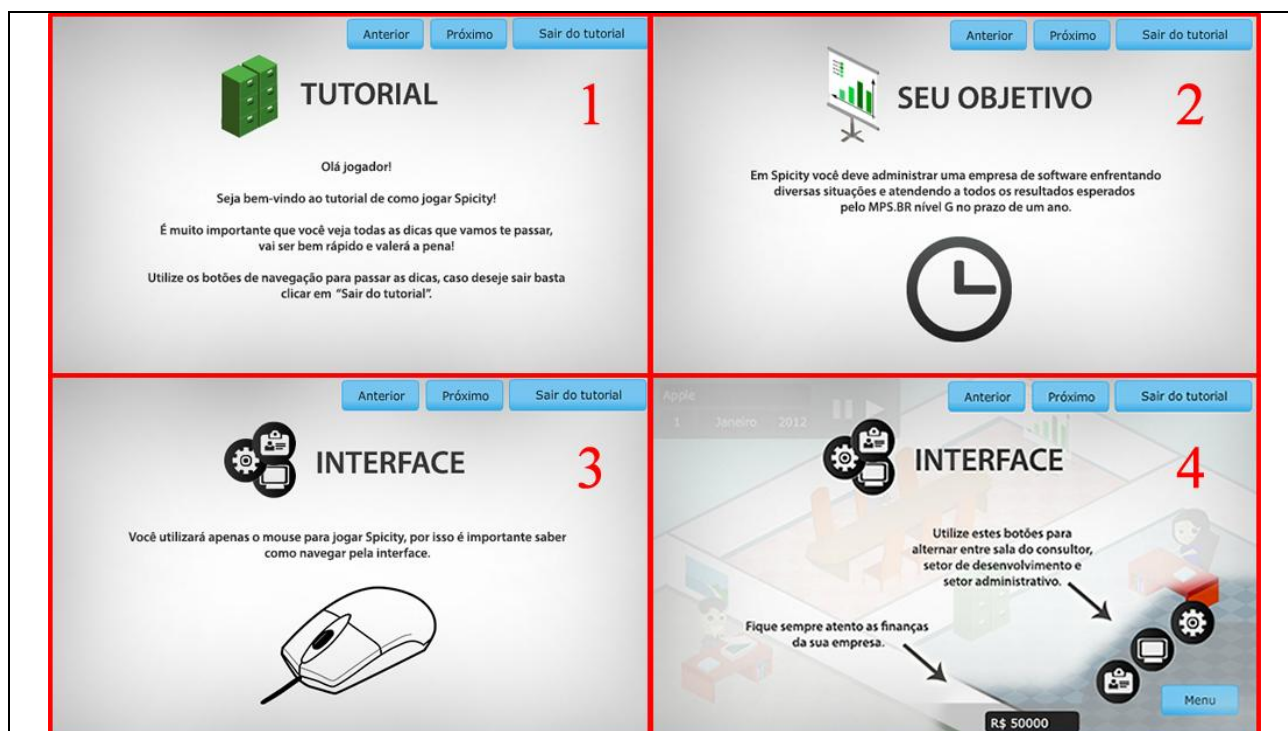 Anterior Próximo Sair do tutorial
TUTORIAL 1
Olá jogador!
Seja bem-vindo ao tutorial de como jogar Spicity!
É muito importante que você veja todas as dicas que vamos te passar,
vai ser bem rápido e valerá a pena!
Utilize os botões de navegação para passar as dicas, caso deseje sair basta
clicar em "Sair do tutorial".
Anterior Próximo Sair do tutorial
SEU OBJETIVO 2
Em Spicity você deve administrar uma empresa de software enfrentando
diversas situações e atendendo a todos os resultados esperados
pelo MPS.BR nível G no prazo de um ano.
Anterior Próximo Sair do tutorial
INTERFACE 3
Você utilizará apenas o mouse para jogar Spicity, por isso é importante saber
como navegar pela interface.
Apple
1 Janeiro 2012
Anterior Próximo Sair do tutorial
INTERFACE 4
Utilize estes botões para
alternar entre sala do consultor,
setor de desenvolvimento e
setor administrativo.
Fique sempre atento as finanças
da sua empresa.
Menu
R$ 50000